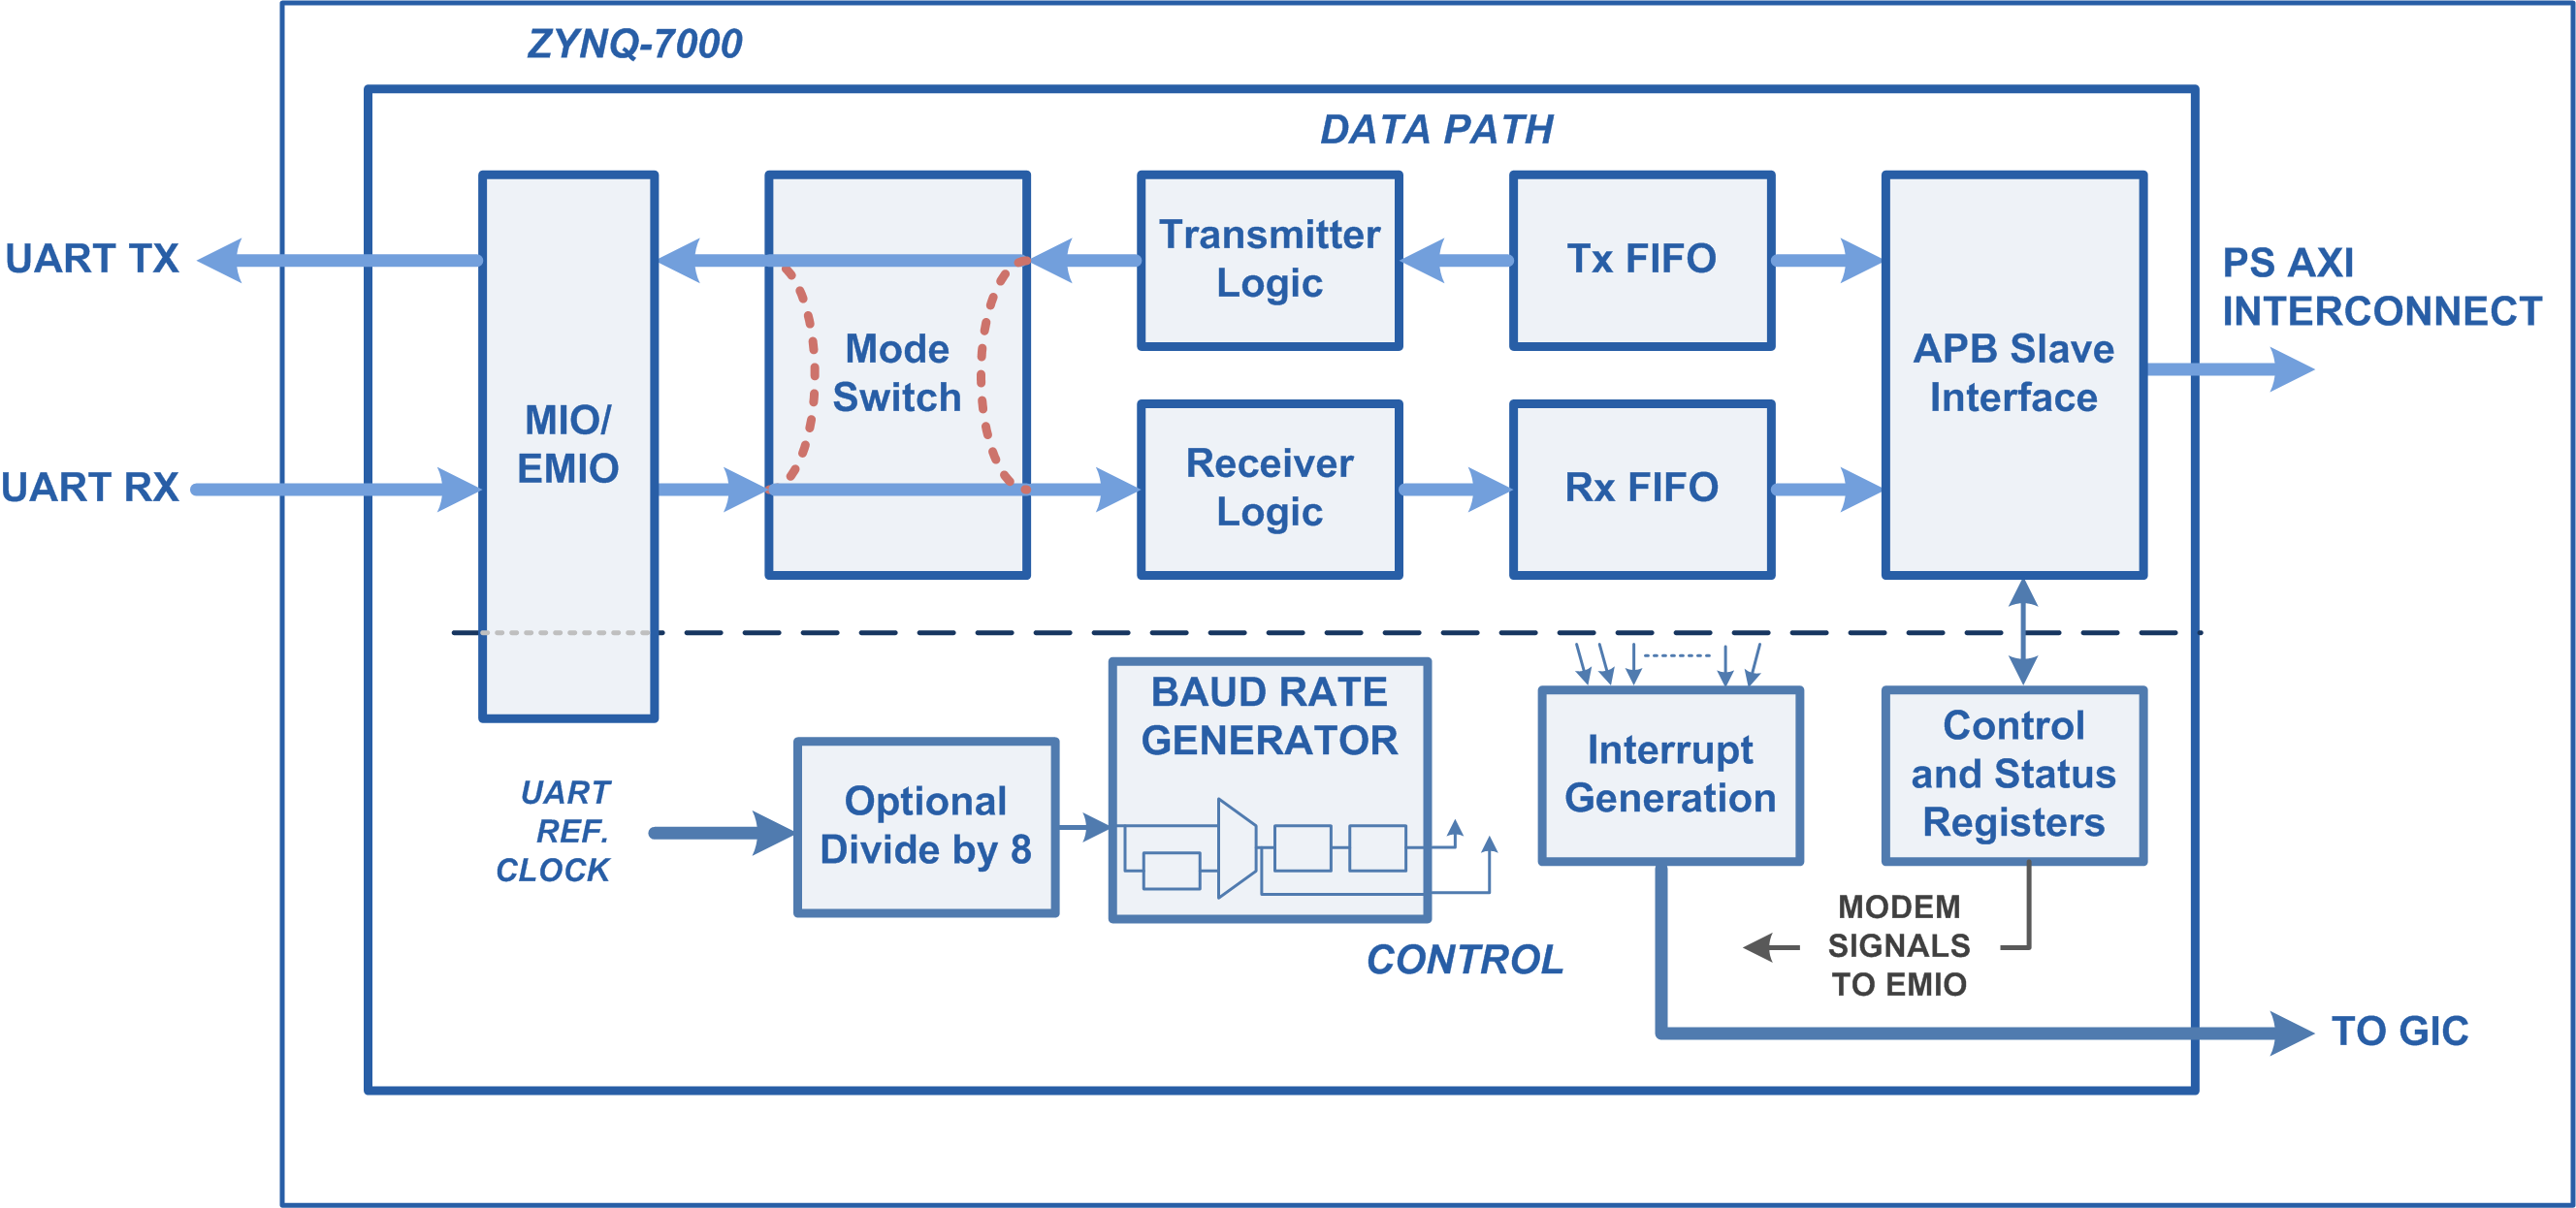 ZYNQ-7000
DATA PATH
UART TX
UART RX
MIO/
EMIO
Mode
Switch
Transmitter
Logic
Tx FIFO
Receiver
Logic
Rx FIFO
APB Slave
Interface
PS AXI
INTERCONNECT
UART
REF.
CLOCK
Optional
Divide by 8
BAUD RATE
GENERATOR
Interrupt
Generation
Control
and Status
Registers
CONTROL
MODEM
SIGNALS
TO EMIO
TO GIC